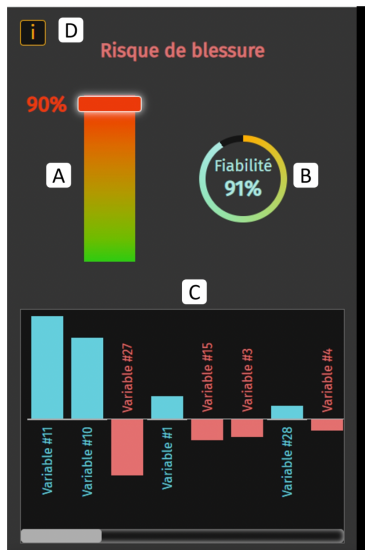 i
D
Risque de blessure
90%
A
Fiabilité
91%
B
C
Variable #11
Variable #10
Variable #27
Variable #1
Variable #15
Variable #3
Variable #28
Variable #4